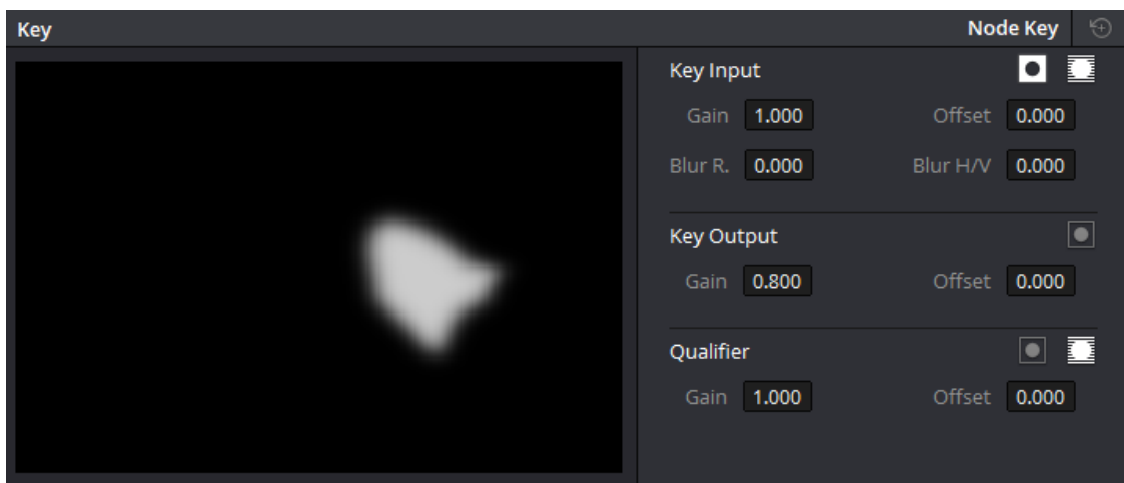 Key Node Key
Key Input
Gain 1.000 Offset 0.000
Blur R. 0.000 Blur H/V 0.000
Key Output
Gain 0.800 Offset 0.000
Qualifier
Gain 1.000 Offset 0.000